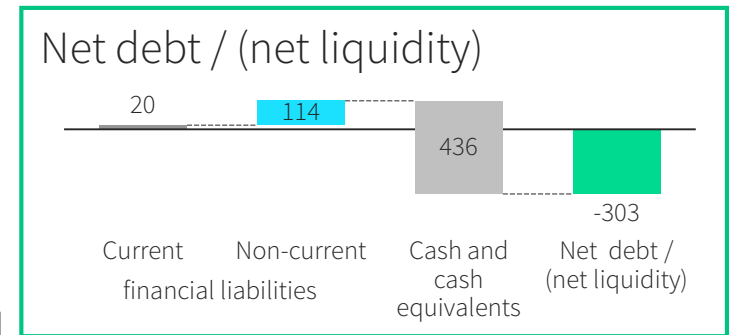 Net debt / (net liquidity)
20
114
436
-303
Current
Non-current
financial liabilities
Cash and
cash
equivalents
Net debt /
(net liquidity)